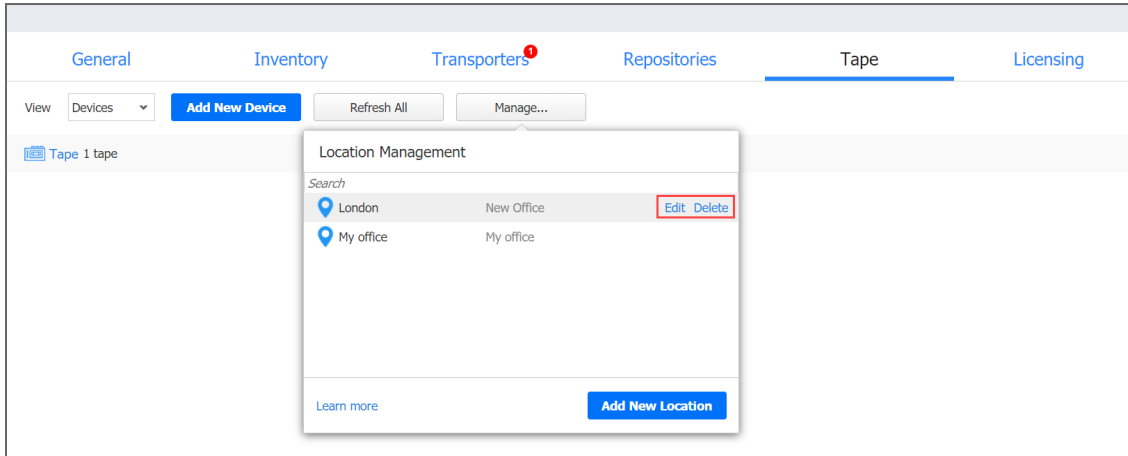 General Inventory Transporters 1 Repositories Tape Licensing
View Devices Add New Device Refresh All Manage...
Tape 1 tape
Location Management
Search
London New Office Edit Delete
My office My office
Learn more Add New Location